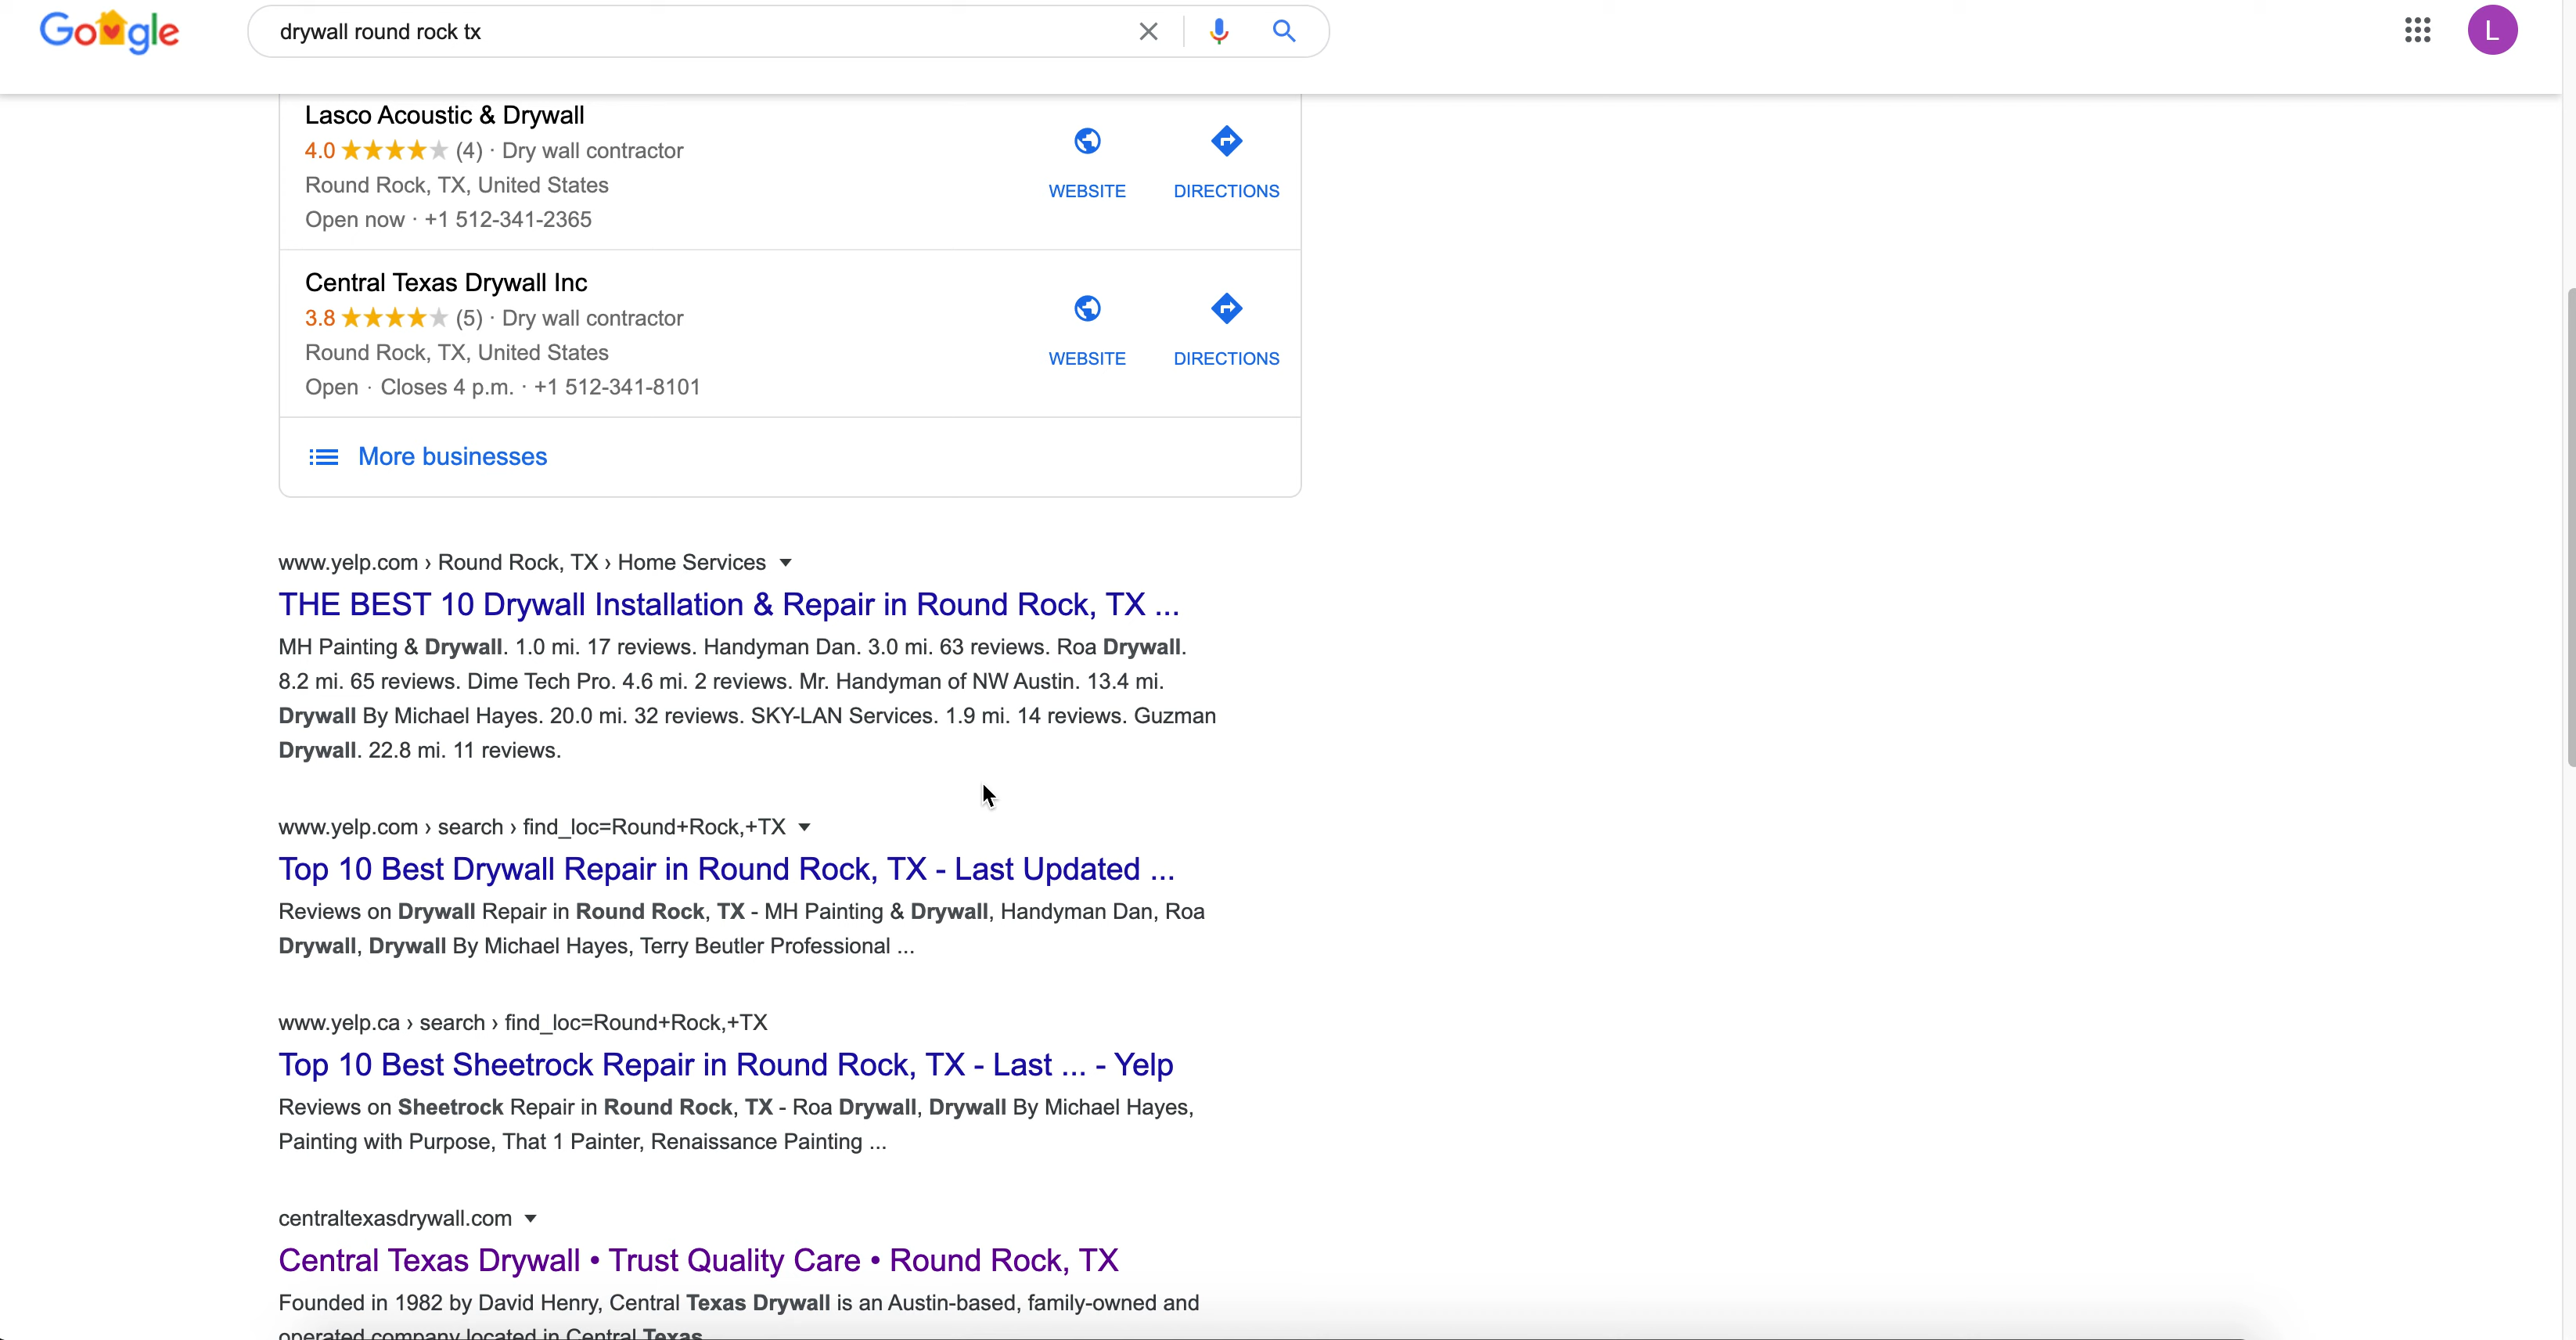 Google
drywall round rock tx
L
Lasco Acoustic & Drywall
4.0 (4) · Dry wall contractor
Round Rock, TX, United States
Open now · +1 512-341-2365
WEBSITE
DIRECTIONS
Central Texas Drywall Inc
3.8 (5) · Dry wall contractor
Round Rock, TX, United States
Open · Closes 4 p.m. · +1 512-341-8101
WEBSITE
DIRECTIONS
More businesses
www.yelp.com › Round Rock, TX › Home Services
THE BEST 10 Drywall Installation & Repair in Round Rock, TX ...
MH Painting & Drywall. 1.0 mi. 17 reviews. Handyman Dan. 3.0 mi. 63 reviews. Roa Drywall.
8.2 mi. 65 reviews. Dime Tech Pro. 4.6 mi. 2 reviews. Mr. Handyman of NW Austin. 13.4 mi.
Drywall By Michael Hayes. 20.0 mi. 32 reviews. SKY-LAN Services. 1.9 mi. 14 reviews. Guzman
Drywall. 22.8 mi. 11 reviews.
www.yelp.com › search › find_loc=Round+Rock,+TX
Top 10 Best Drywall Repair in Round Rock, TX - Last Updated ...
Reviews on Drywall Repair in Round Rock, TX - MH Painting & Drywall, Handyman Dan, Roa
Drywall, Drywall By Michael Hayes, Terry Beutler Professional ...
www.yelp.ca › search › find_loc=Round+Rock,+TX
Top 10 Best Sheetrock Repair in Round Rock, TX - Last ... - Yelp
Reviews on Sheetrock Repair in Round Rock, TX - Roa Drywall, Drywall By Michael Hayes,
Painting with Purpose, That 1 Painter, Renaissance Painting ...
centraltexasdrywall.com
Central Texas Drywall • Trust Quality Care • Round Rock, TX
Founded in 1982 by David Henry, Central Texas Drywall is an Austin-based, family-owned and
operated company located in Central Texas